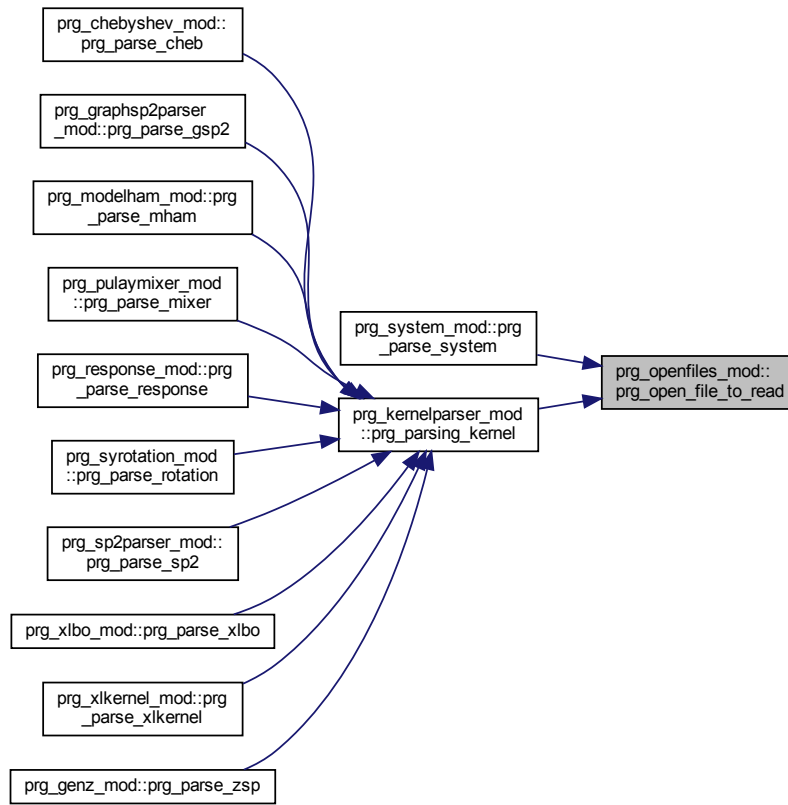 prg_chebyshev_mod::
prg_parse_cheb
prg_graphsp2parser
_mod::prg_parse_gsp2
prg_modelham_mod::prg
_parse_mham
prg_pulaymixer_mod
::prg_parse_mixer
prg_response_mod::prg
_parse_response
prg_syrotation_mod
::prg_parse_rotation
prg_sp2parser_mod::
prg_parse_sp2
prg_xlbo_mod::prg_parse_xlbo
prg_xlkernel_mod::prg
_parse_xlkernel
prg_genz_mod::prg_parse_zsp
prg_system_mod::prg
_parse_system
prg_kernelparser_mod
::prg_parsing_kernel
prg_openfiles_mod::
prg_open_file_to_read